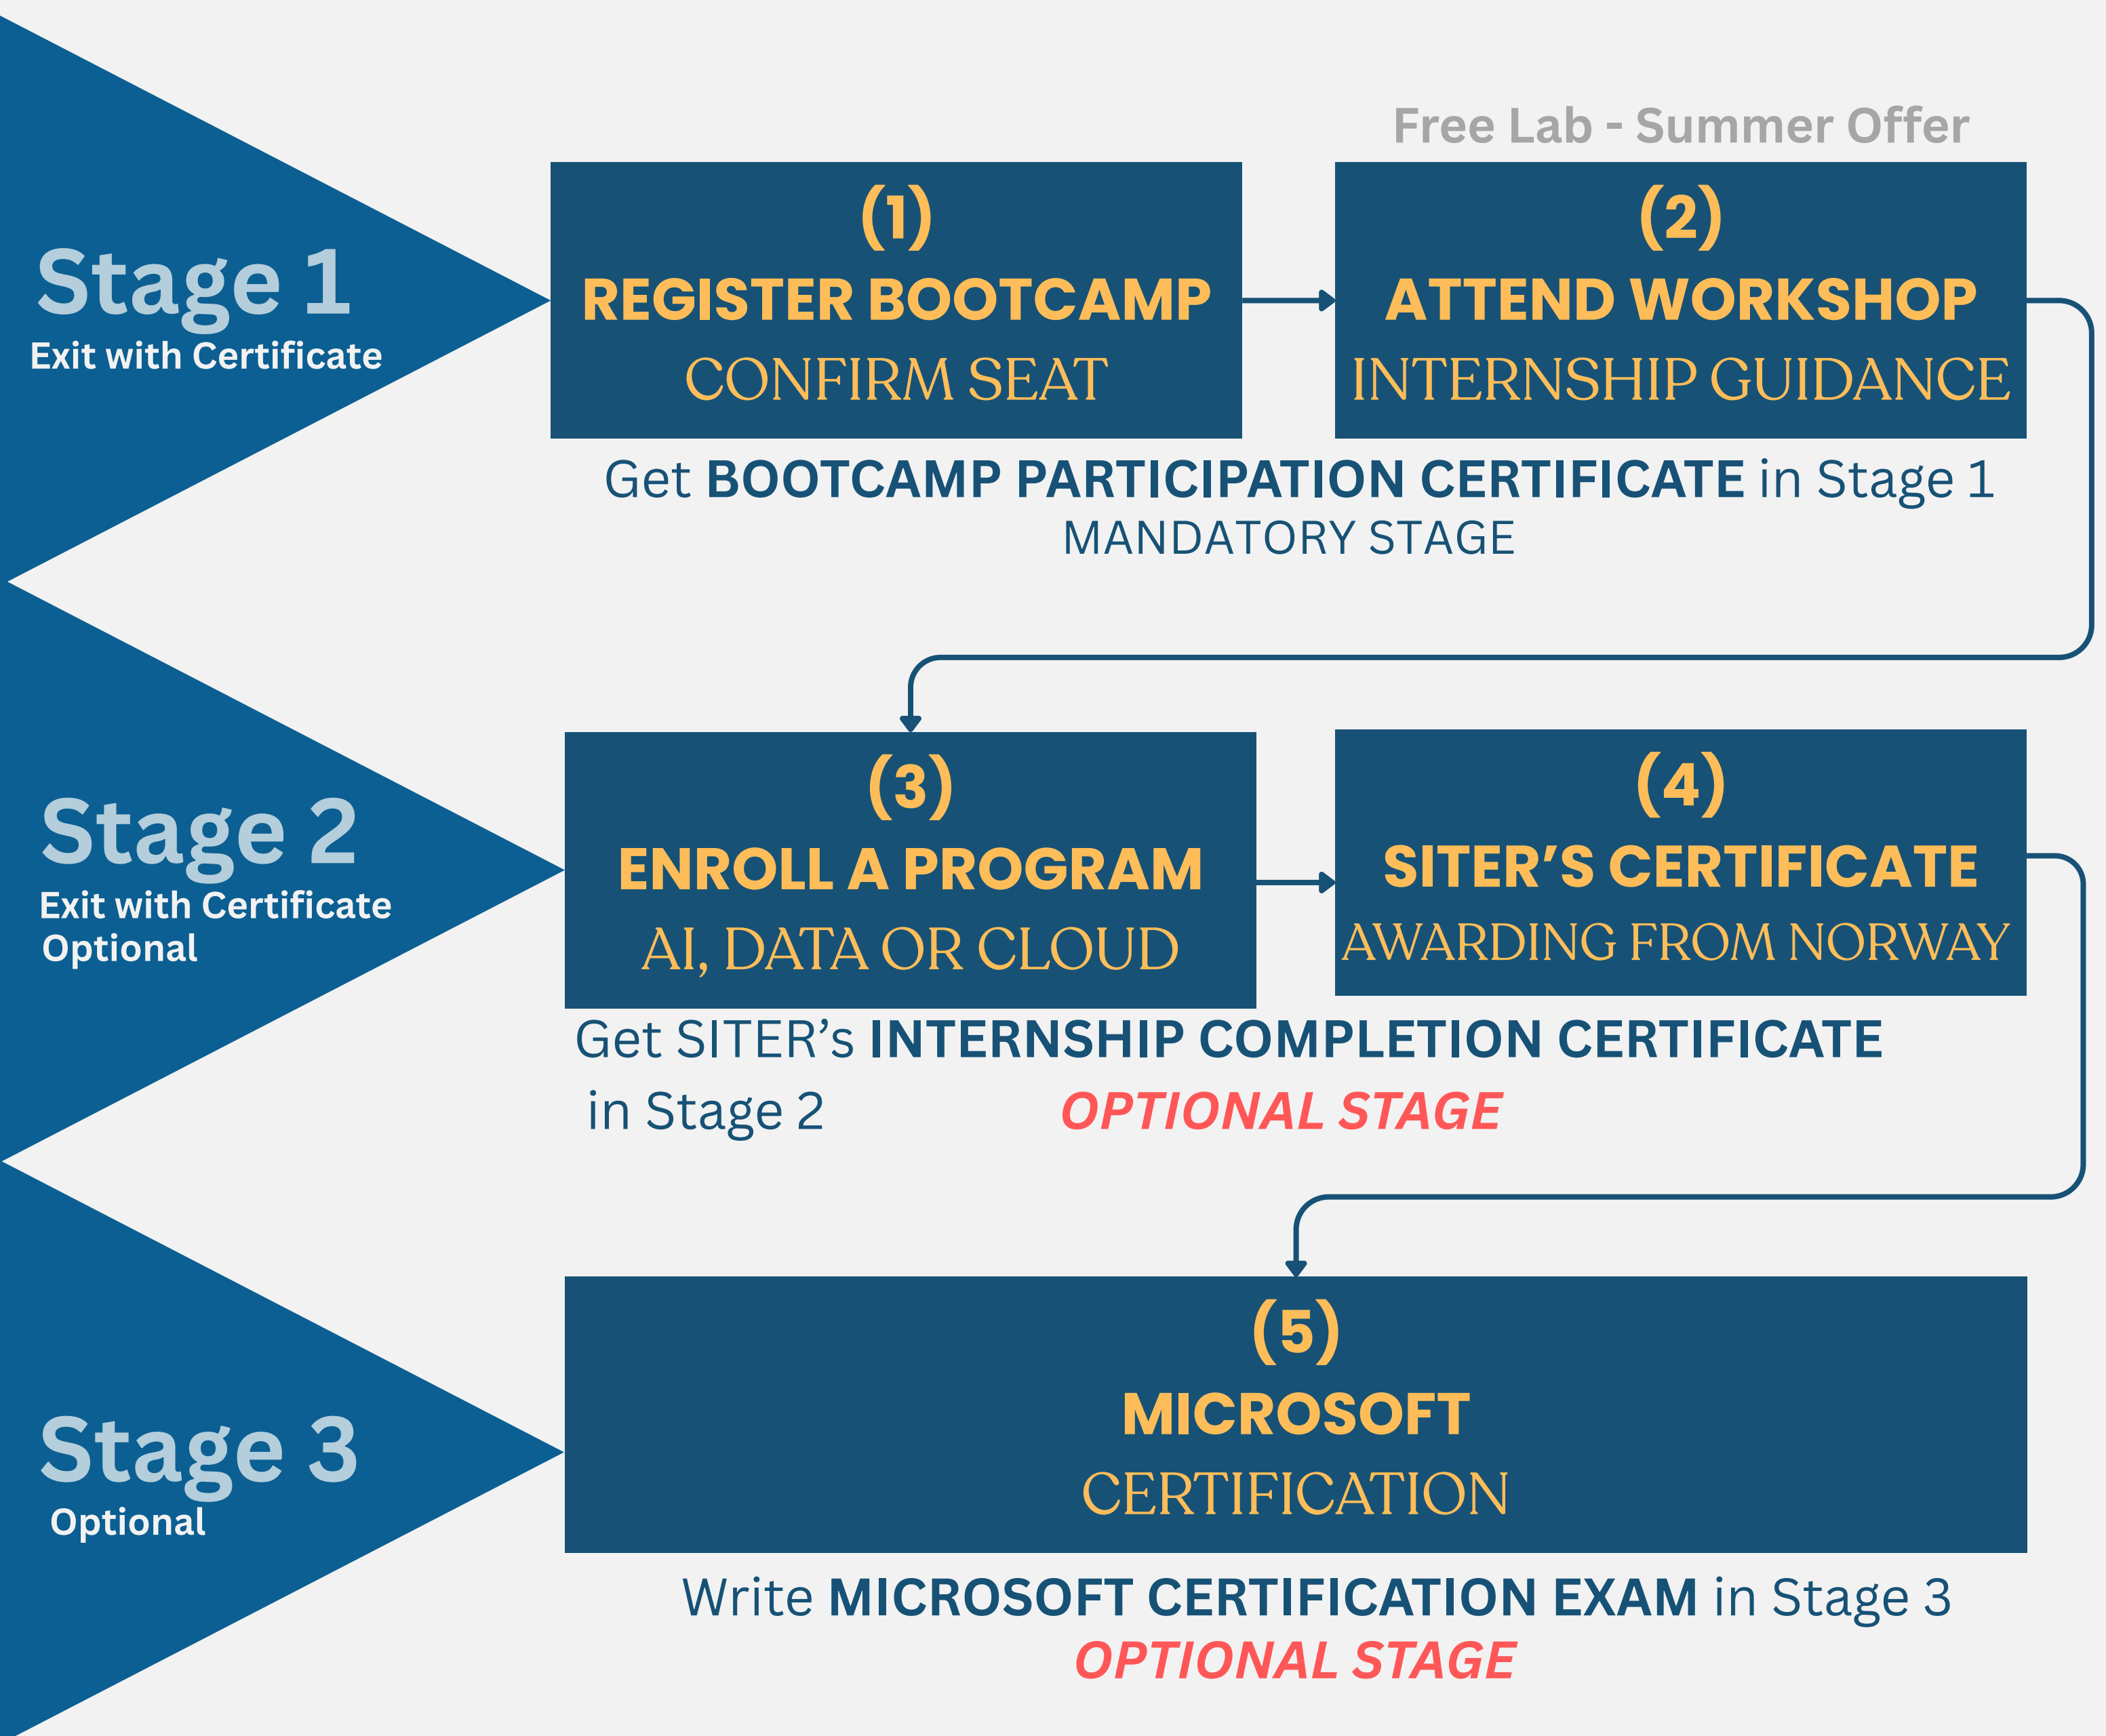 Free Lab - Summer Offer
Stage 1
Exit with Certificate
(1)
REGISTER BOOTCAMP
CONFIRM SEAT
(2)
ATTEND WORKSHOP
INTERNSHIP GUIDANCE
Get BOOTCAMP PARTICIPATION CERTIFICATE in Stage 1
MANDATORY STAGE
Stage 2
Exit with Certificate
Optional
(3)
ENROLL A PROGRAM
AI, DATA OR CLOUD
(4)
SITER’S CERTIFICATE
AWARDING FROM NORWAY
Get SITER’s INTERNSHIP COMPLETION CERTIFICATE
in Stage 2 OPTIONAL STAGE
Stage 3
Optional
(5)
MICROSOFT
CERTIFICATION
Write MICROSOFT CERTIFICATION EXAM in Stage 3
OPTIONAL STAGE